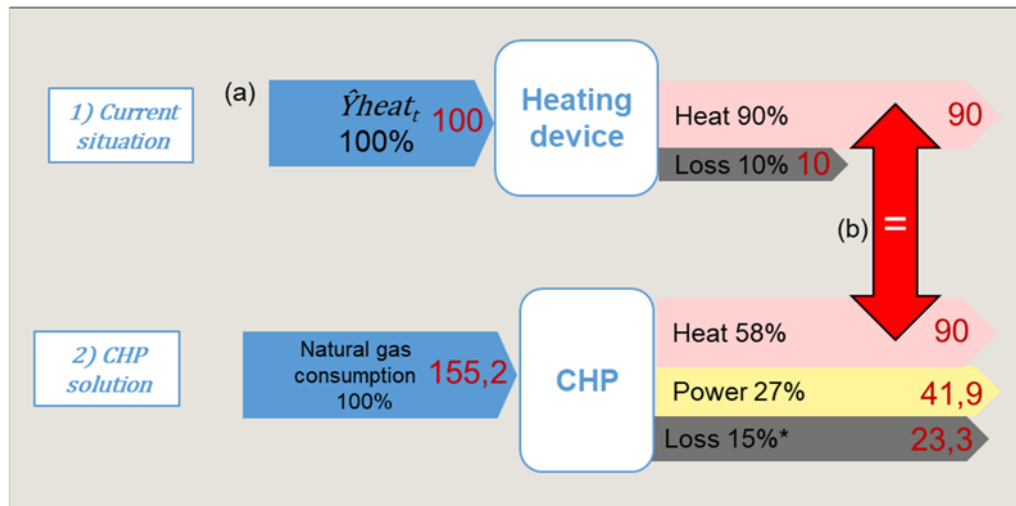 1) Current
situation
(a)
Ŷheatₜ
100%
100
Heating
device
Heat 90%
90
Loss 10%
10
(b)
=
2) CHP
solution
Natural gas
consumption
100%
155,2
CHP
Heat 58%
90
Power 27%
41,9
Loss 15%*
23,3